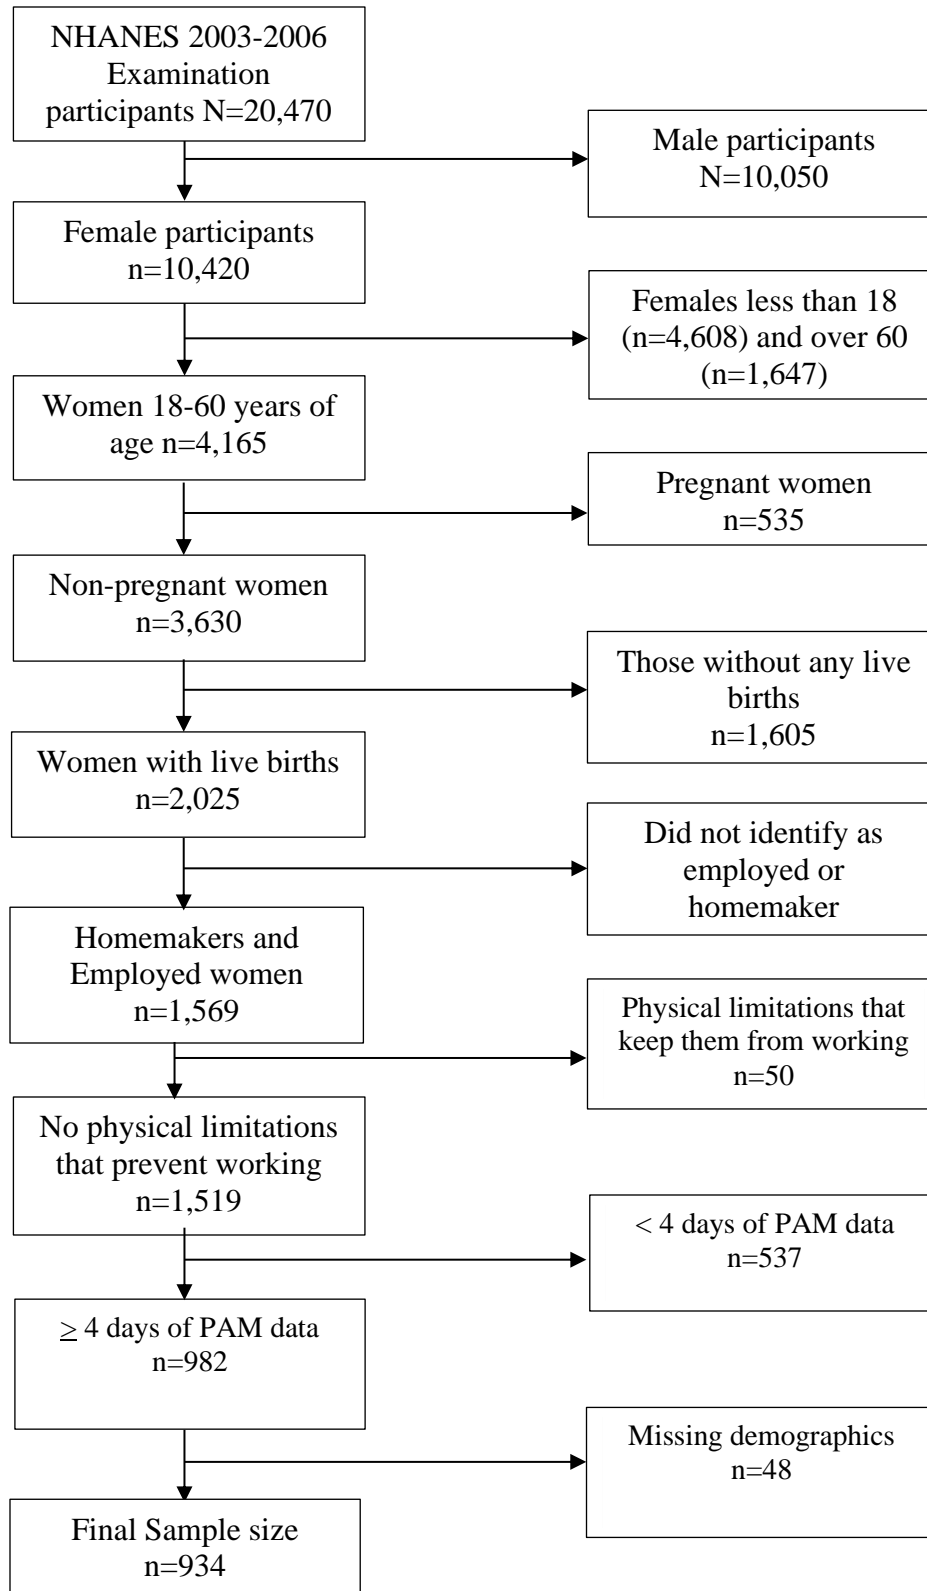 NHANES 2003-2006
Examination
participants N=20,470
Male participants
N=10,050
Female participants
n=10,420
Females less than 18
(n=4,608) and over 60
(n=1,647)
Women 18-60 years of
age n=4,165
Pregnant women
n=535
Non-pregnant women
n=3,630
Those without any live
births
n=1,605
Women with live births
n=2,025
Did not identify as
employed or
homemaker
Homemakers and
Employed women
n=1,569
Physical limitations that
keep them from working
n=50
No physical limitations
that prevent working
n=1,519
< 4 days of PAM data
n=537
≥ 4 days of PAM data
n=982
Missing demographics
n=48
Final Sample size
n=934